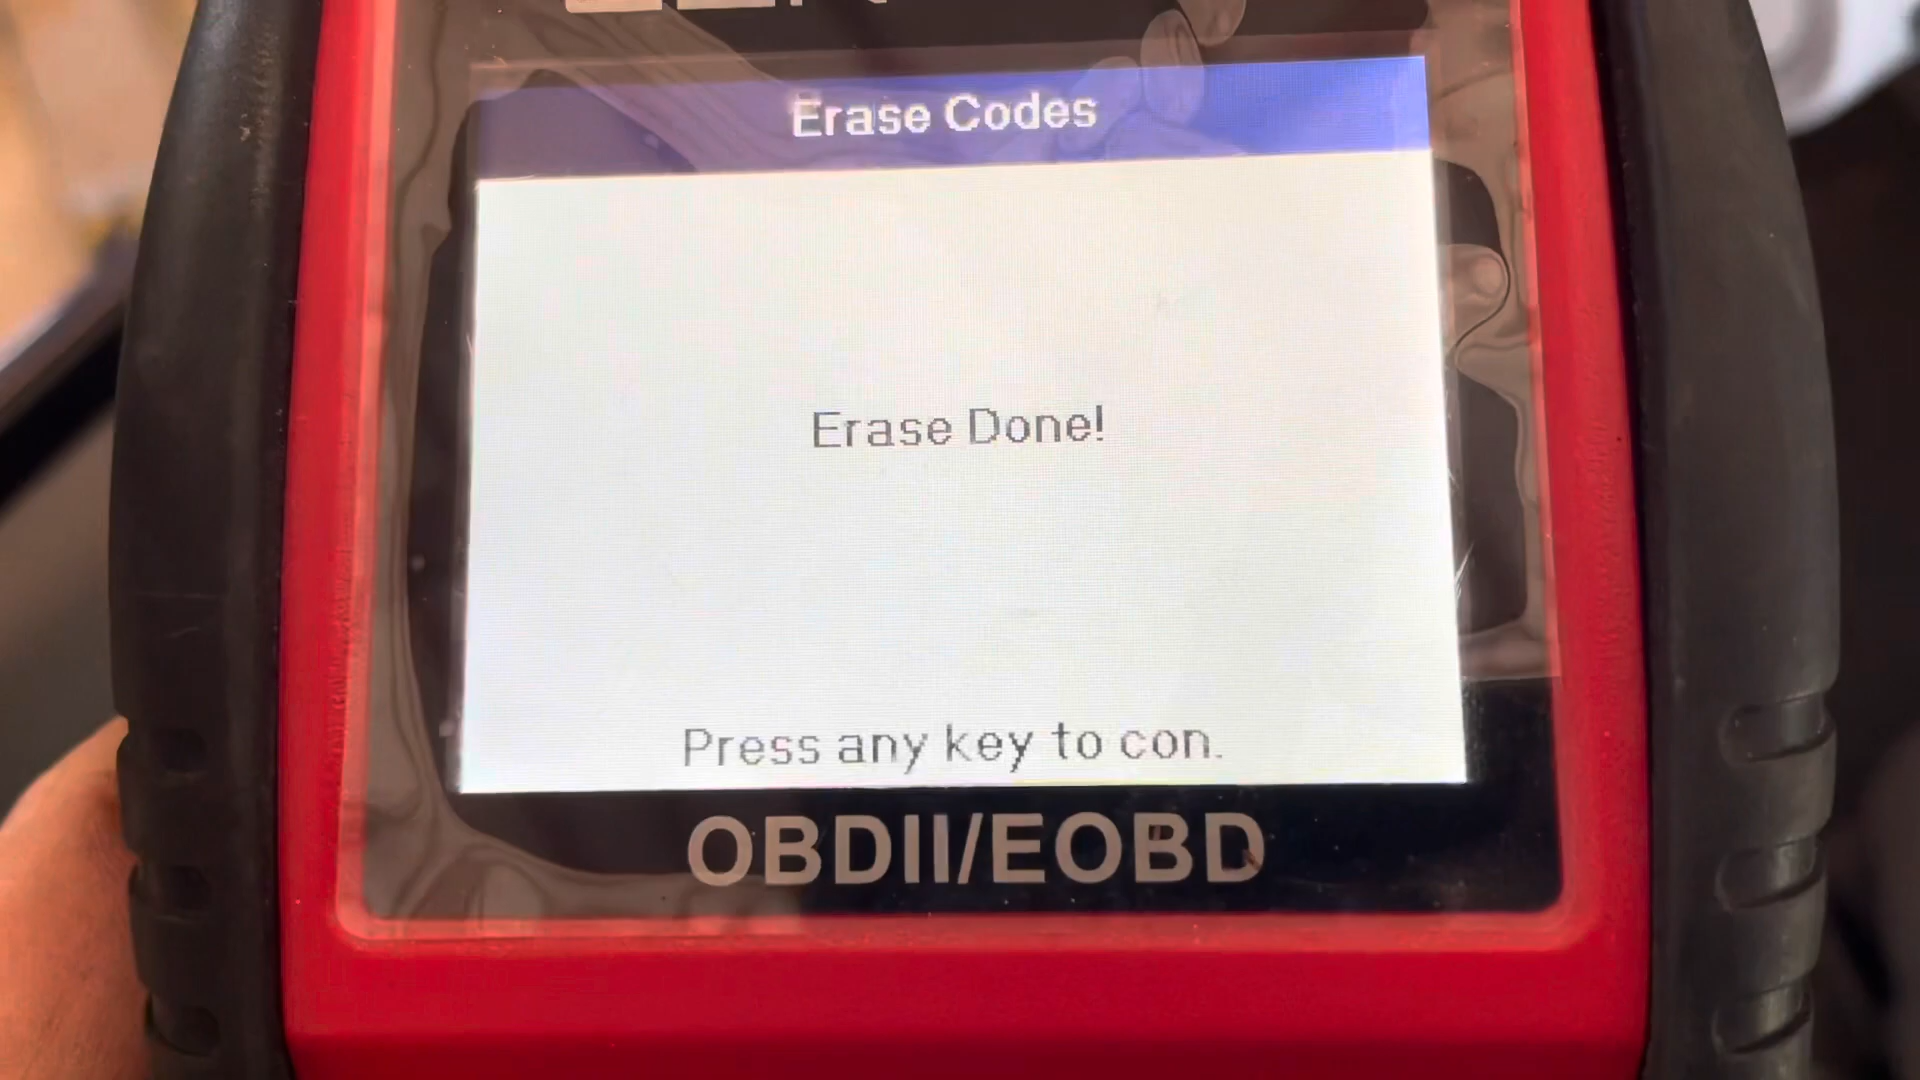 Erase Codes
Erase Done!
Press any key to con.
OBDII/EOBD